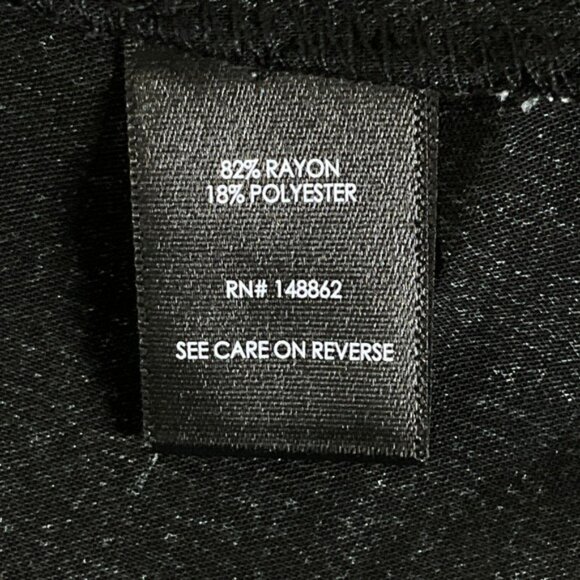 82% RAYON
18% POLYESTER
RN# 148862
SEE CARE ON REVERSE